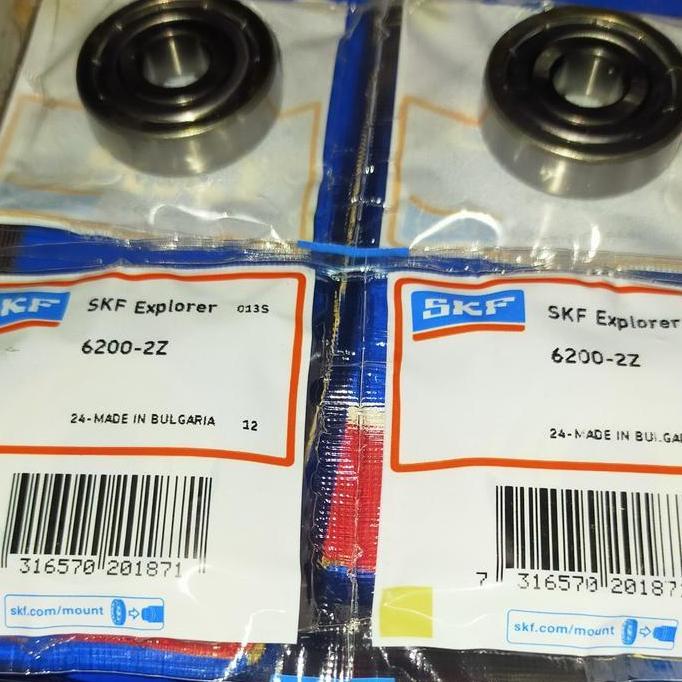 SKF SKF Explorer 013S
6200-2Z
24-MADE IN BULGARIA 12
316570 201871
skf.com/mount
SKF SKF Explorer
6200-2Z
24-MADE IN BULGA
7 316570 20187
skf.com/mount